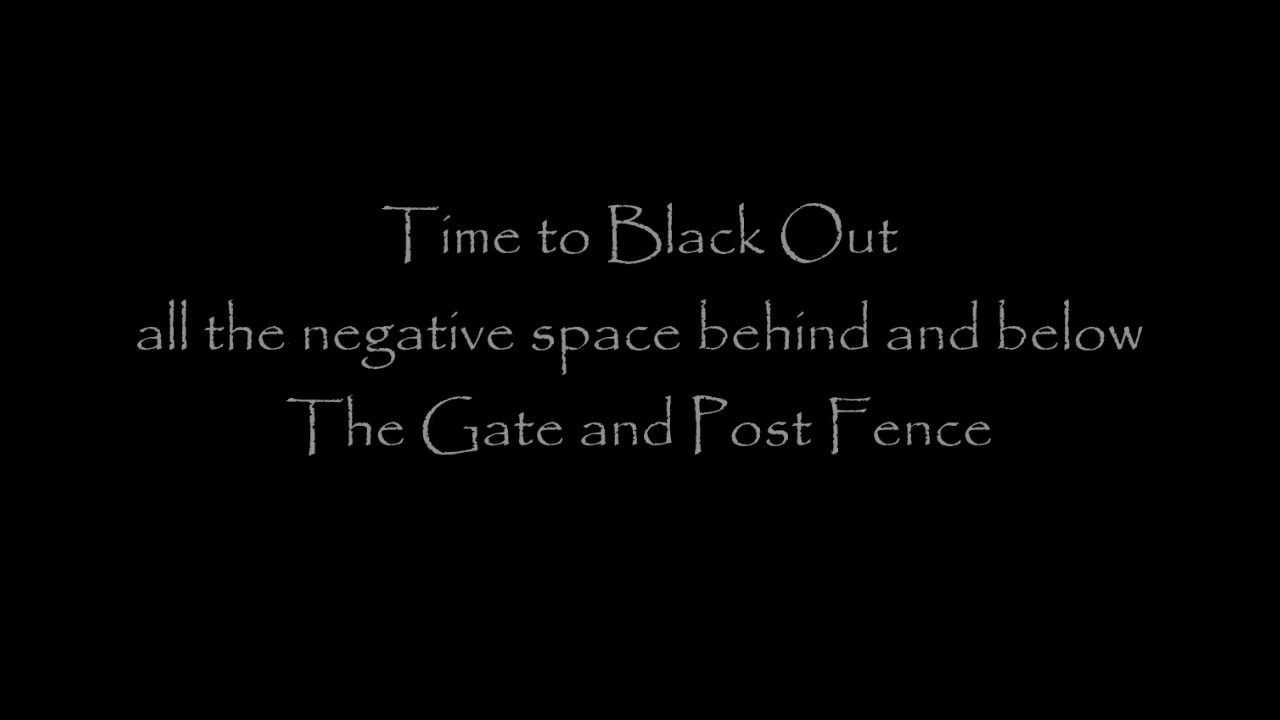 Time to Black Out
all the negative space behind and below
The Gate and Post Fence